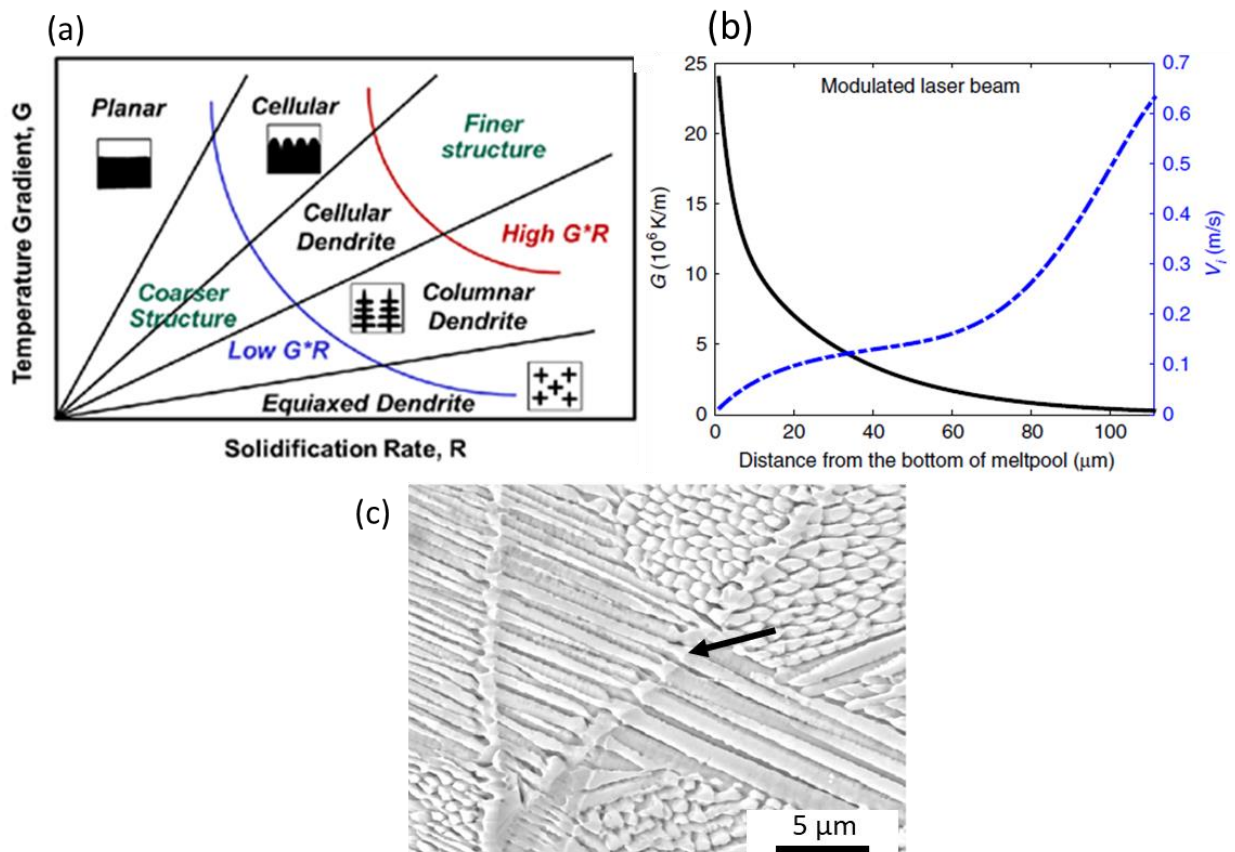 (a)
Temperature Gradient, G
Planar
Cellular
Finer
structure
Cellular
Dendrite
High G*R
Coarser
Structure
Columnar
Dendrite
Low G*R
Equiaxed Dendrite
Solidification Rate, R
(b)
Modulated laser beam
G (10⁶ K/m)
25
20
15
10
5
0
0 20 40 60 80 100
Distance from the bottom of meltpool (μm)
0.7
0.6
0.5
0.4
0.3
0.2
0.1
0
Vᵢ (m/s)
(c)
5 μm